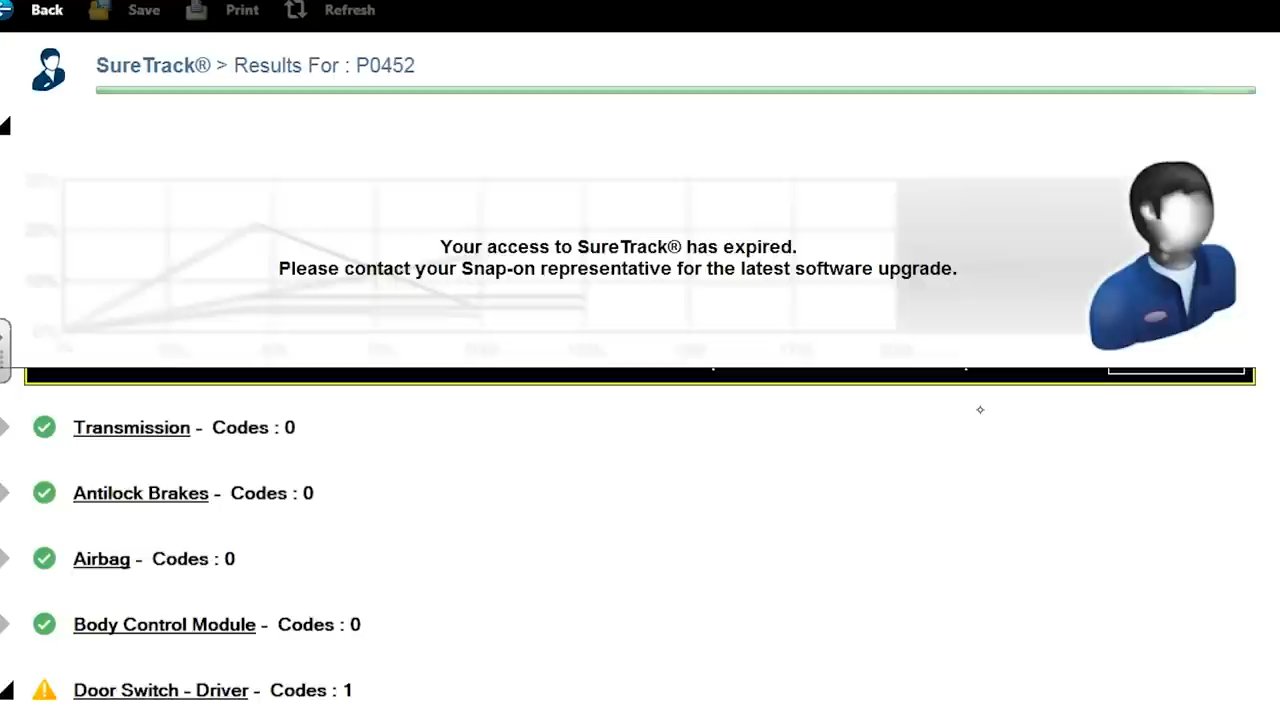 Back Save Print Refresh
SureTrack® > Results For : P0452
Your access to SureTrack® has expired.
Please contact your Snap-on representative for the latest software upgrade.
Transmission - Codes : 0
Antilock Brakes - Codes : 0
Airbag - Codes : 0
Body Control Module - Codes : 0
Door Switch - Driver - Codes : 1